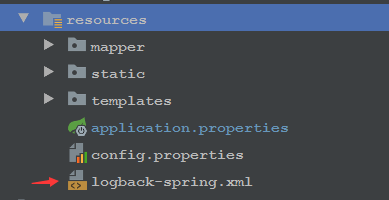 resources
mapper
static
templates
application.properties
config.properties
logback-spring.xml